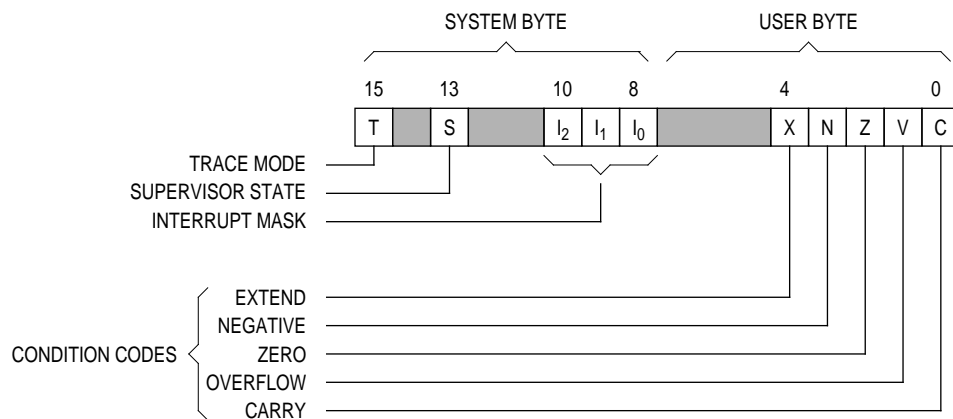 SYSTEM BYTE USER BYTE
15 13 10 8 4 0
T S I2 I1 I0 X N Z V C
TRACE MODE
SUPERVISOR STATE
INTERRUPT MASK
EXTEND
NEGATIVE
CONDITION CODES ZERO
OVERFLOW
CARRY